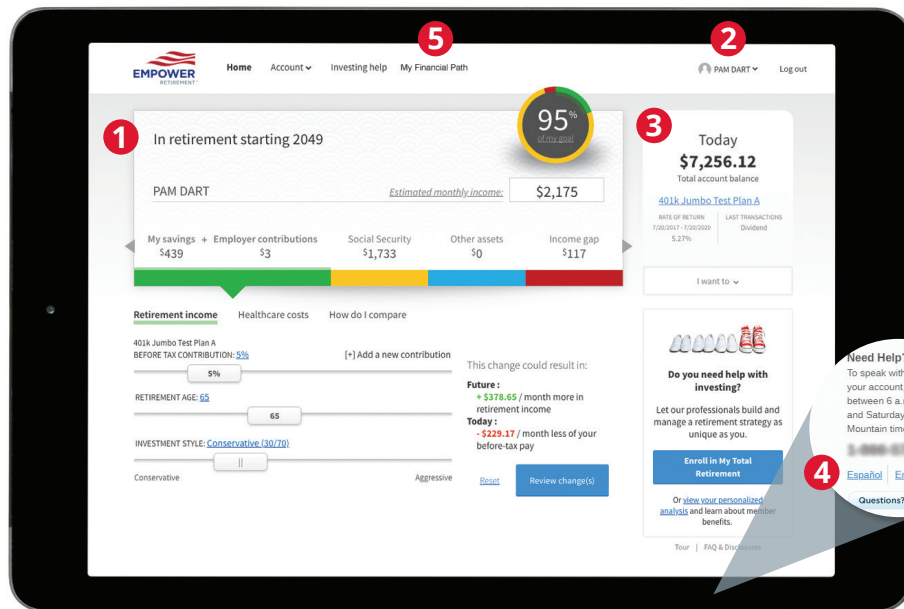 5
2
EMPOWER
RETIREMENT
Home Account Investing help My Financial Path
PAM DART Log out
1
In retirement starting 2049
95%
of my goal
PAM DART Estimated monthly income: $2,175
My savings + Employer contributions Social Security Other assets Income gap
$439 $3 $1,733 $0 $117
3
Today
$7,256.12
Total account balance
401k Jumbo Test Plan A
RATE OF RETURN LAST TRANSACTIONS
7/20/2017 - 7/20/2020 Dividend
5.27%
I want to
Retirement income Healthcare costs How do I compare
401k Jumbo Test Plan A
BEFORE TAX CONTRIBUTION: 5% [+] Add a new contribution
5%
RETIREMENT AGE: 65
65
INVESTMENT STYLE: Conservative (30/70)
Conservative Aggressive
This change could result in:
Future :
+ $378.65 / month more in
retirement income
Today :
- $229.17 / month less of your
before-tax pay
Reset Review change(s)
Do you need help with
investing?
Let our professionals build and
manage a retirement strategy as
unique as you.
Enroll in My Total
Retirement
Or view your personalized
analysis and learn about member
benefits.
Tour | FAQ & Disclosures
Need Help?
To speak with
your account
between 6 a.
and Saturday
Mountain time
4
Español
Questions?